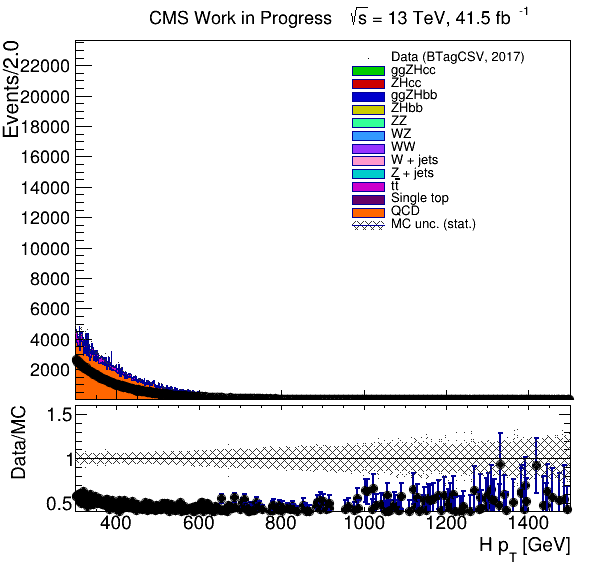 CMS Work in Progress √s = 13 TeV, 41.5 fb -1
Events/2.0
22000
20000
18000
16000
14000
12000
10000
8000
6000
4000
2000
Data (BTagCSV, 2017)
ggZHcc
ZHcc
ggZHbb
ZHbb
ZZ
WZ
WW
W + jets
Z + jets
tt̅
Single top
QCD
MC unc. (stat.)
Data/MC
1.5
1
0.5
400 600 800 1000 1200 1400
H pT [GeV]